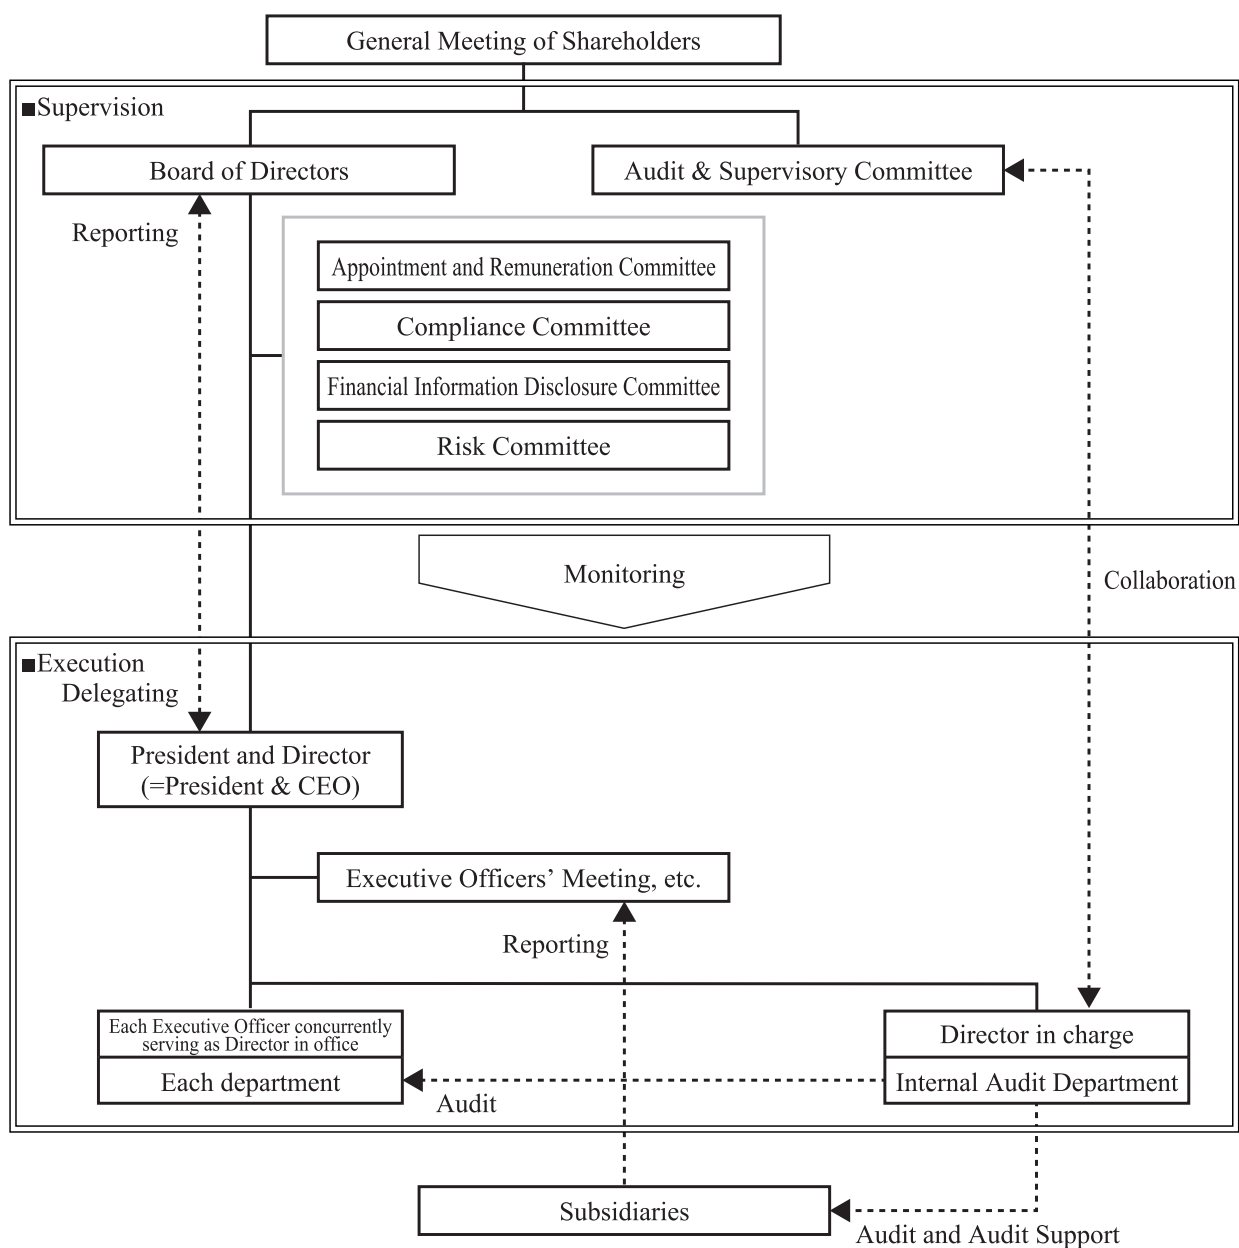 General Meeting of Shareholders
■Supervision
Board of Directors
Audit & Supervisory Committee
Reporting
Appointment and Remuneration Committee
Compliance Committee
Financial Information Disclosure Committee
Risk Committee
Monitoring
Collaboration
■Execution
Delegating
President and Director
(=President & CEO)
Executive Officers’ Meeting, etc.
Reporting
Each Executive Officer concurrently
serving as Director in office
Director in charge
Each department
Internal Audit Department
Audit
Subsidiaries
Audit and Audit Support